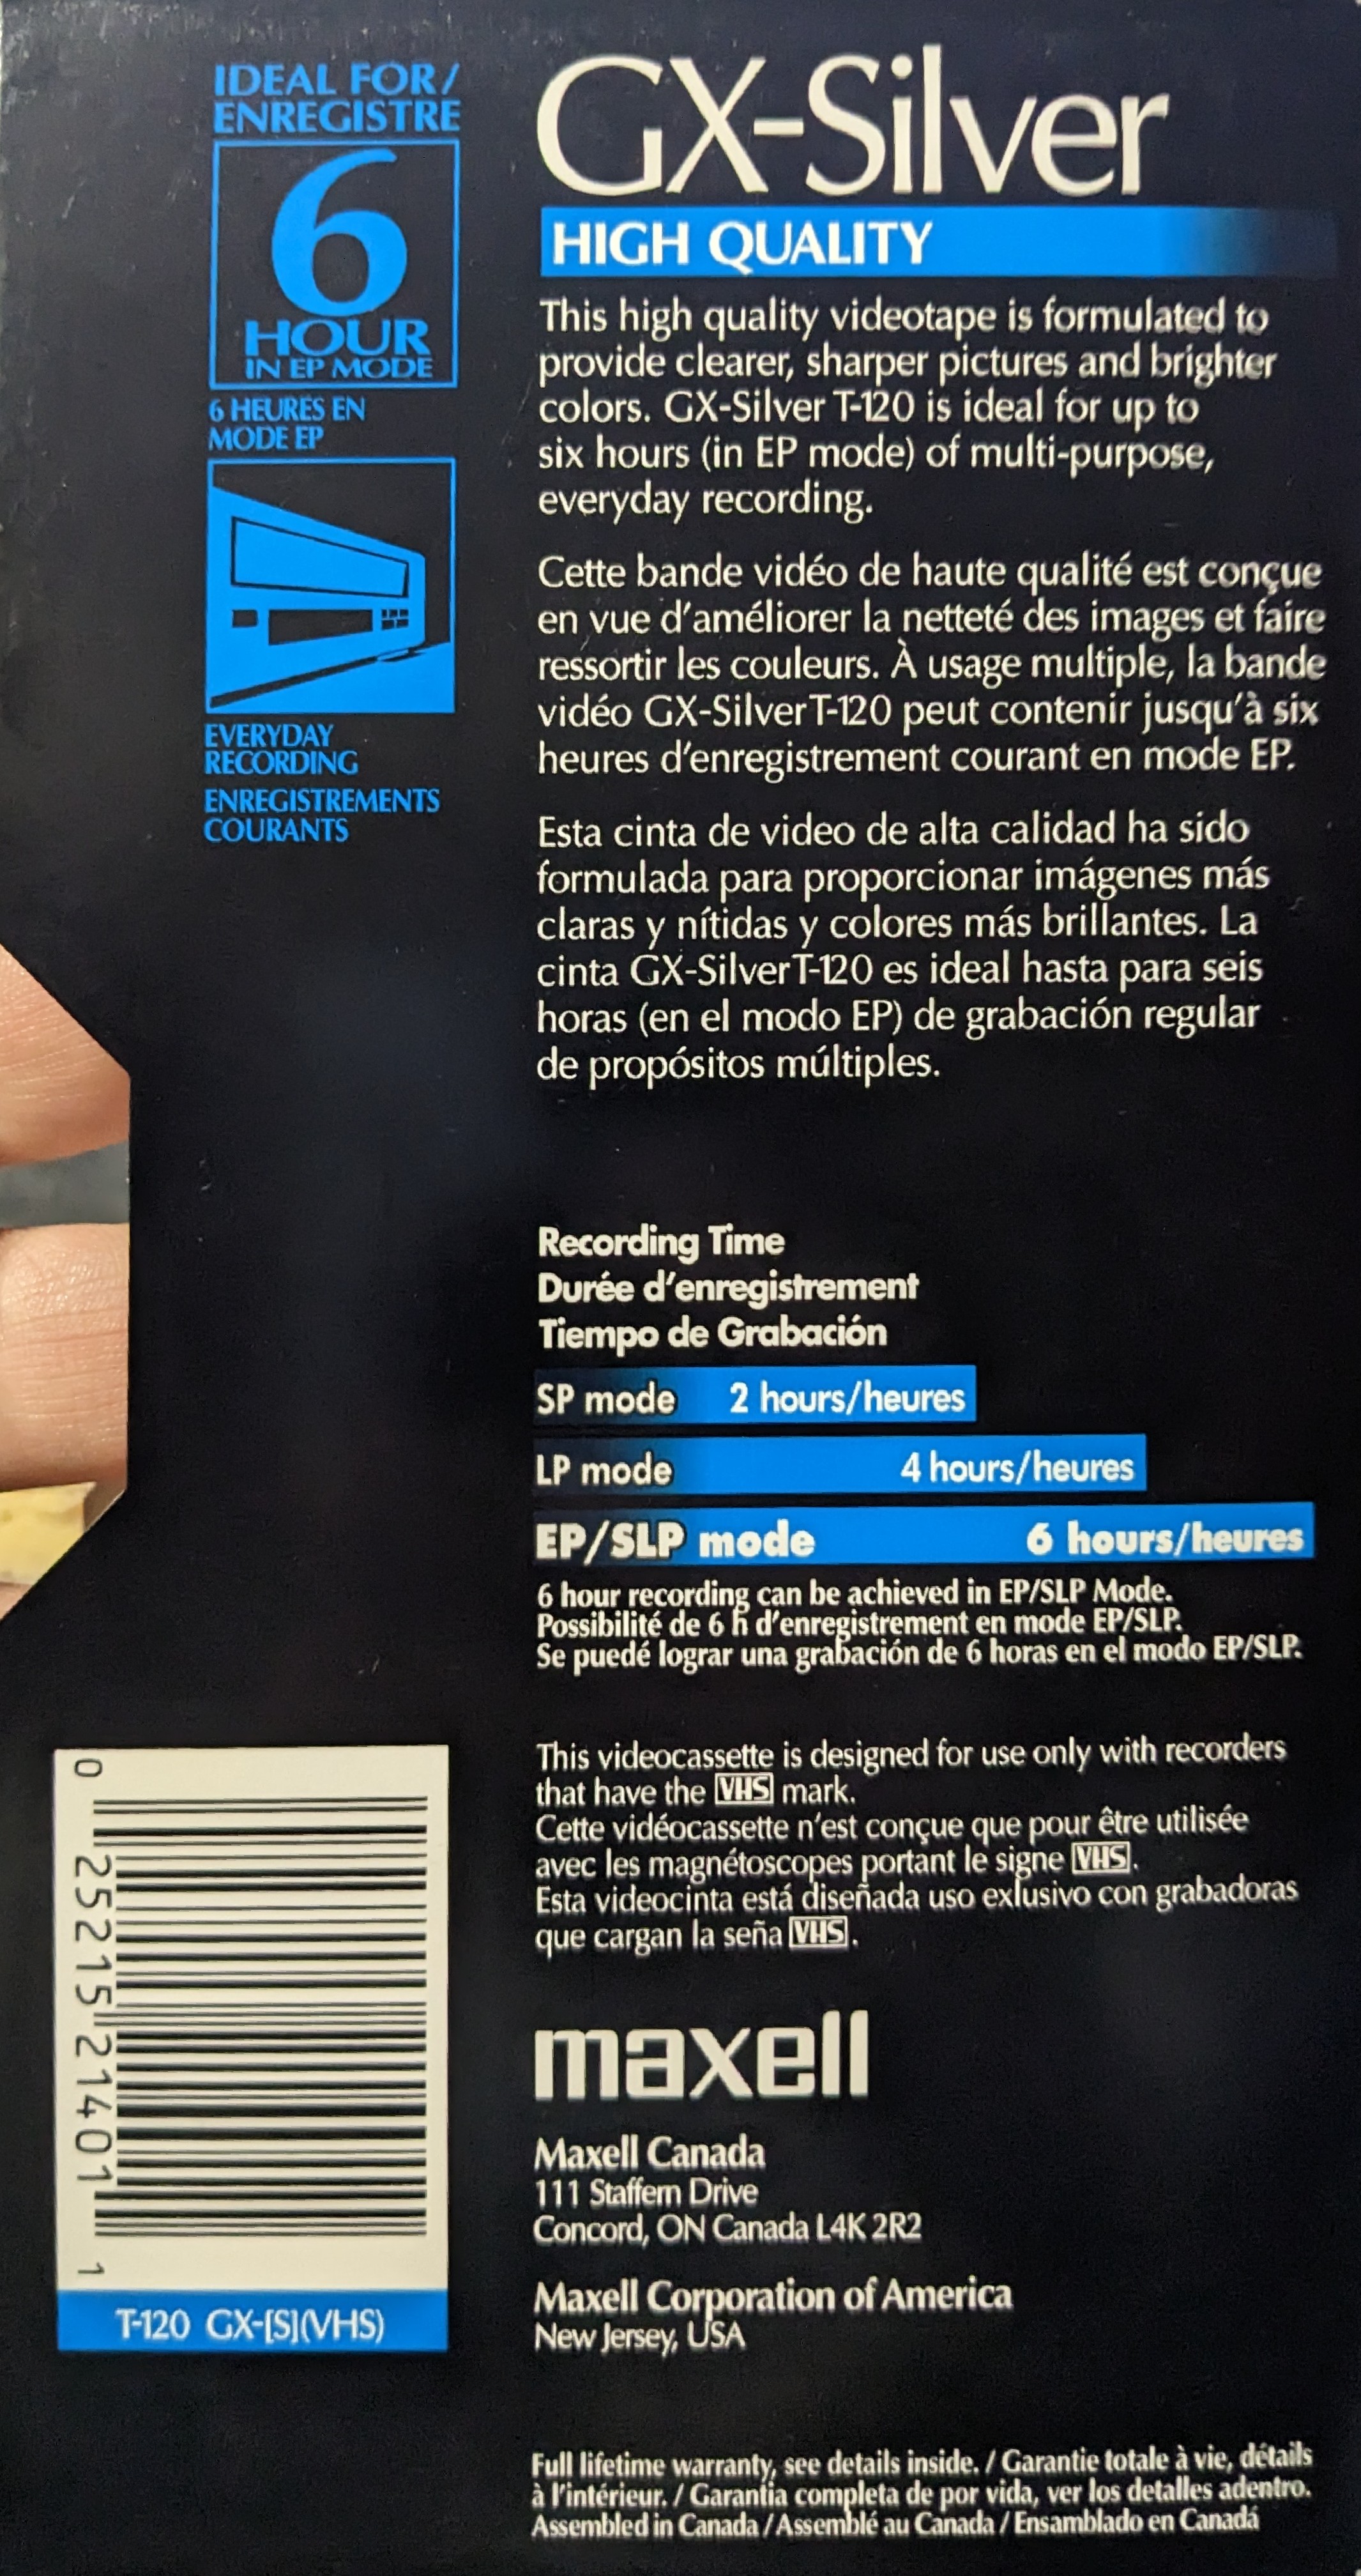 IDEAL FOR/
ENREGISTRE
6
HOUR
IN EP MODE
6 HEURES EN
MODE EP
EVERYDAY
RECORDING
ENREGISTREMENTS
COURANTS
GX-Silver
HIGH QUALITY
This high quality videotape is formulated to
provide clearer, sharper pictures and brighter
colors. GX-Silver T-120 is ideal for up to
six hours (in EP mode) of multi-purpose,
everyday recording.
Cette bande vidéo de haute qualité est conçue
en vue d'améliorer la netteté des images et faire
ressortir les couleurs. À usage multiple, la bande
vidéo GX-Silver T-120 peut contenir jusqu'à six
heures d'enregistrement courant en mode EP.
Esta cinta de video de alta calidad ha sido
formulada para proporcionar imágenes más
claras y nítidas y colores más brillantes. La
cinta GX-Silver T-120 es ideal hasta para seis
horas (en el modo EP) de grabación regular
de propósitos múltiples.
Recording Time
Durée d'enregistrement
Tiempo de Grabación
SP mode 2 hours/heures
LP mode 4 hours/heures
EP/SLP mode 6 hours/heures
6 hour recording can be achieved in EP/SLP Mode.
Possibilité de 6 h d'enregistrement en mode EP/SLP.
Se puedé lograr una grabación de 6 horas en el modo EP/SLP.
This videocassette is designed for use only with recorders
that have the VHS mark.
Cette vidéocassette n'est conçue que pour être utilisée
avec les magnétoscopes portant le signe VHS.
Esta videocinta está diseñada uso exlusivo con grabadoras
que cargan la seña VHS.
maxell
Maxell Canada
111 Staffern Drive
Concord, ON Canada L4K 2R2
Maxell Corporation of America
New Jersey, USA
0 25215 21401 1
T-120 GX-[S](VHS)
Full lifetime warranty, see details inside. / Garantie totale à vie, détails
à l'intérieur. / Garantia completa de por vida, ver los detalles adentro.
Assembled in Canada / Assemblé au Canada / Ensamblado en Canadá